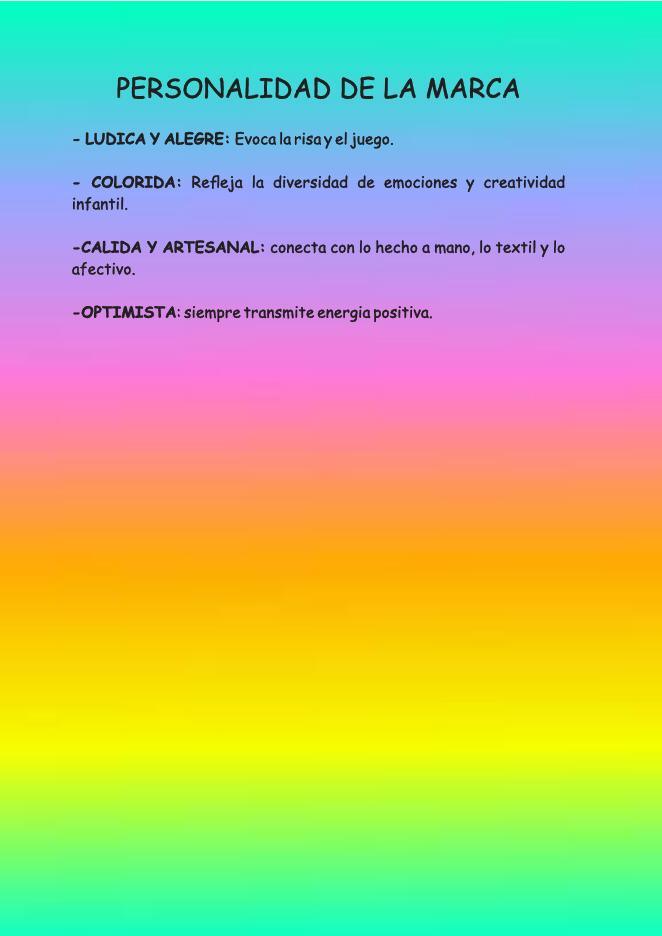 PERSONALIDAD DE LA MARCA
- LUDICA Y ALEGRE: Evoca la risa y el juego.
- COLORIDA: Refleja la diversidad de emociones y creatividad
infantil.
-CALIDA Y ARTESANAL: conecta con lo hecho a mano, lo textil y lo
afectivo.
-OPTIMISTA: siempre transmite energia positiva.